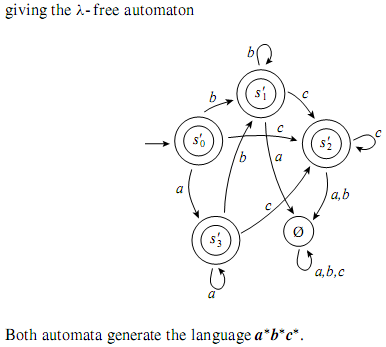 giving the λ-free automaton
b
s′1
b
c
s′0
c
s′2
c
b
a
a
a,b
c
s′3
Ø
a,b,c
a
Both automata generate the language a*b*c*.